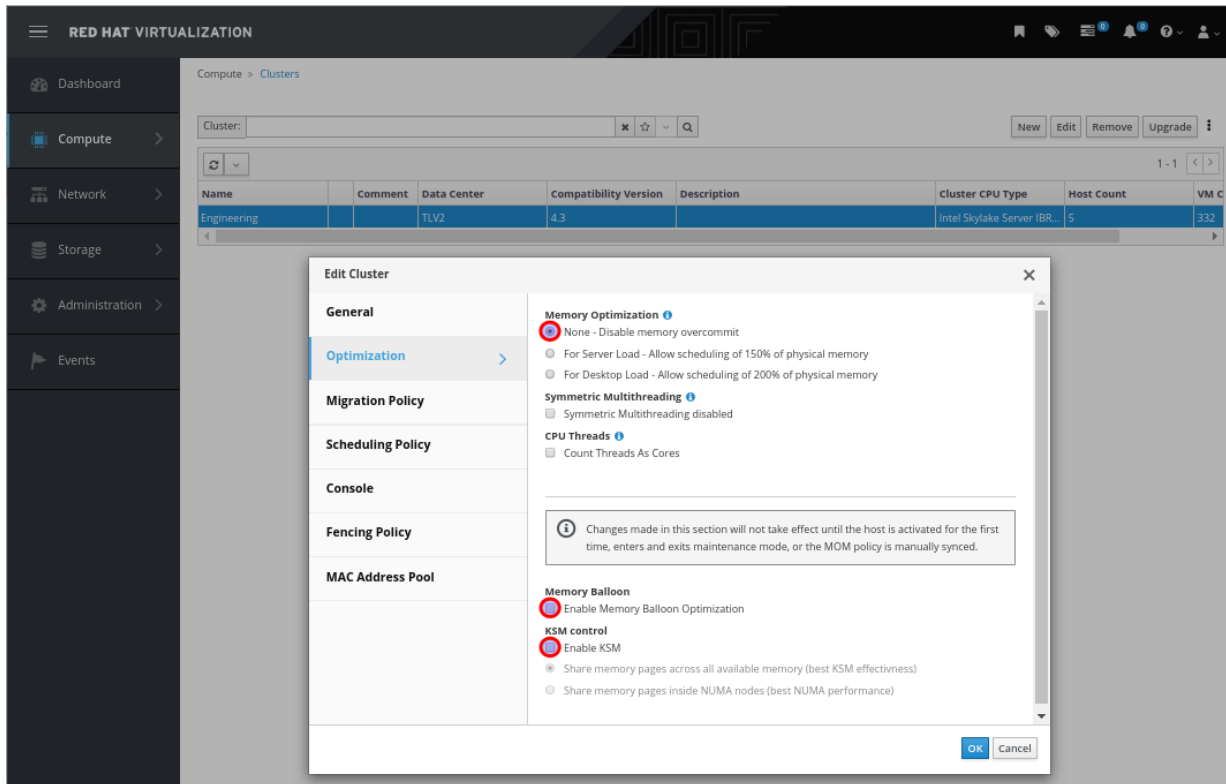 RED HAT VIRTUALIZATION
0
0
Dashboard
Compute
Network
Storage
Administration
Events
Compute » Clusters
Cluster:
New Edit Remove Upgrade
1 - 1
Name Comment Data Center Compatibility Version Description Cluster CPU Type Host Count VM C
Engineering TLV2 4.3 Intel Skylake Server IBR... 5 332
Edit Cluster
General
Optimization
Migration Policy
Scheduling Policy
Console
Fencing Policy
MAC Address Pool
Memory Optimization
None - Disable memory overcommit
For Server Load - Allow scheduling of 150% of physical memory
For Desktop Load - Allow scheduling of 200% of physical memory
Symmetric Multithreading
Symmetric Multithreading disabled
CPU Threads
Count Threads As Cores
Changes made in this section will not take effect until the host is activated for the first
time, enters and exits maintenance mode, or the MOM policy is manually synced.
Memory Balloon
Enable Memory Balloon Optimization
KSM control
Enable KSM
Share memory pages across all available memory (best KSM effectivness)
Share memory pages inside NUMA nodes (best NUMA performance)
OK Cancel